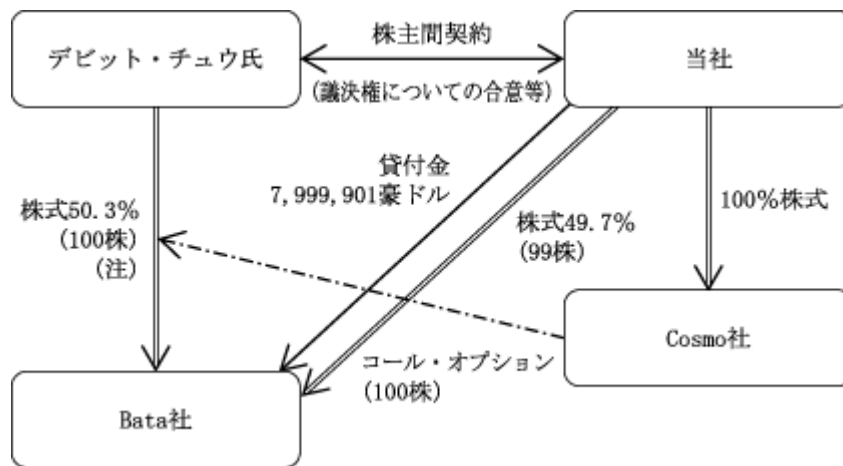 デビット・チュウ氏
株主間契約
(議決権についての合意等)
当社
貸付金
7,999,901豪ドル
株式50.3%
(100株)
(注)
株式49.7%
(99株)
100%株式
コール・オプション
(100株)
Cosmo社
Bata社